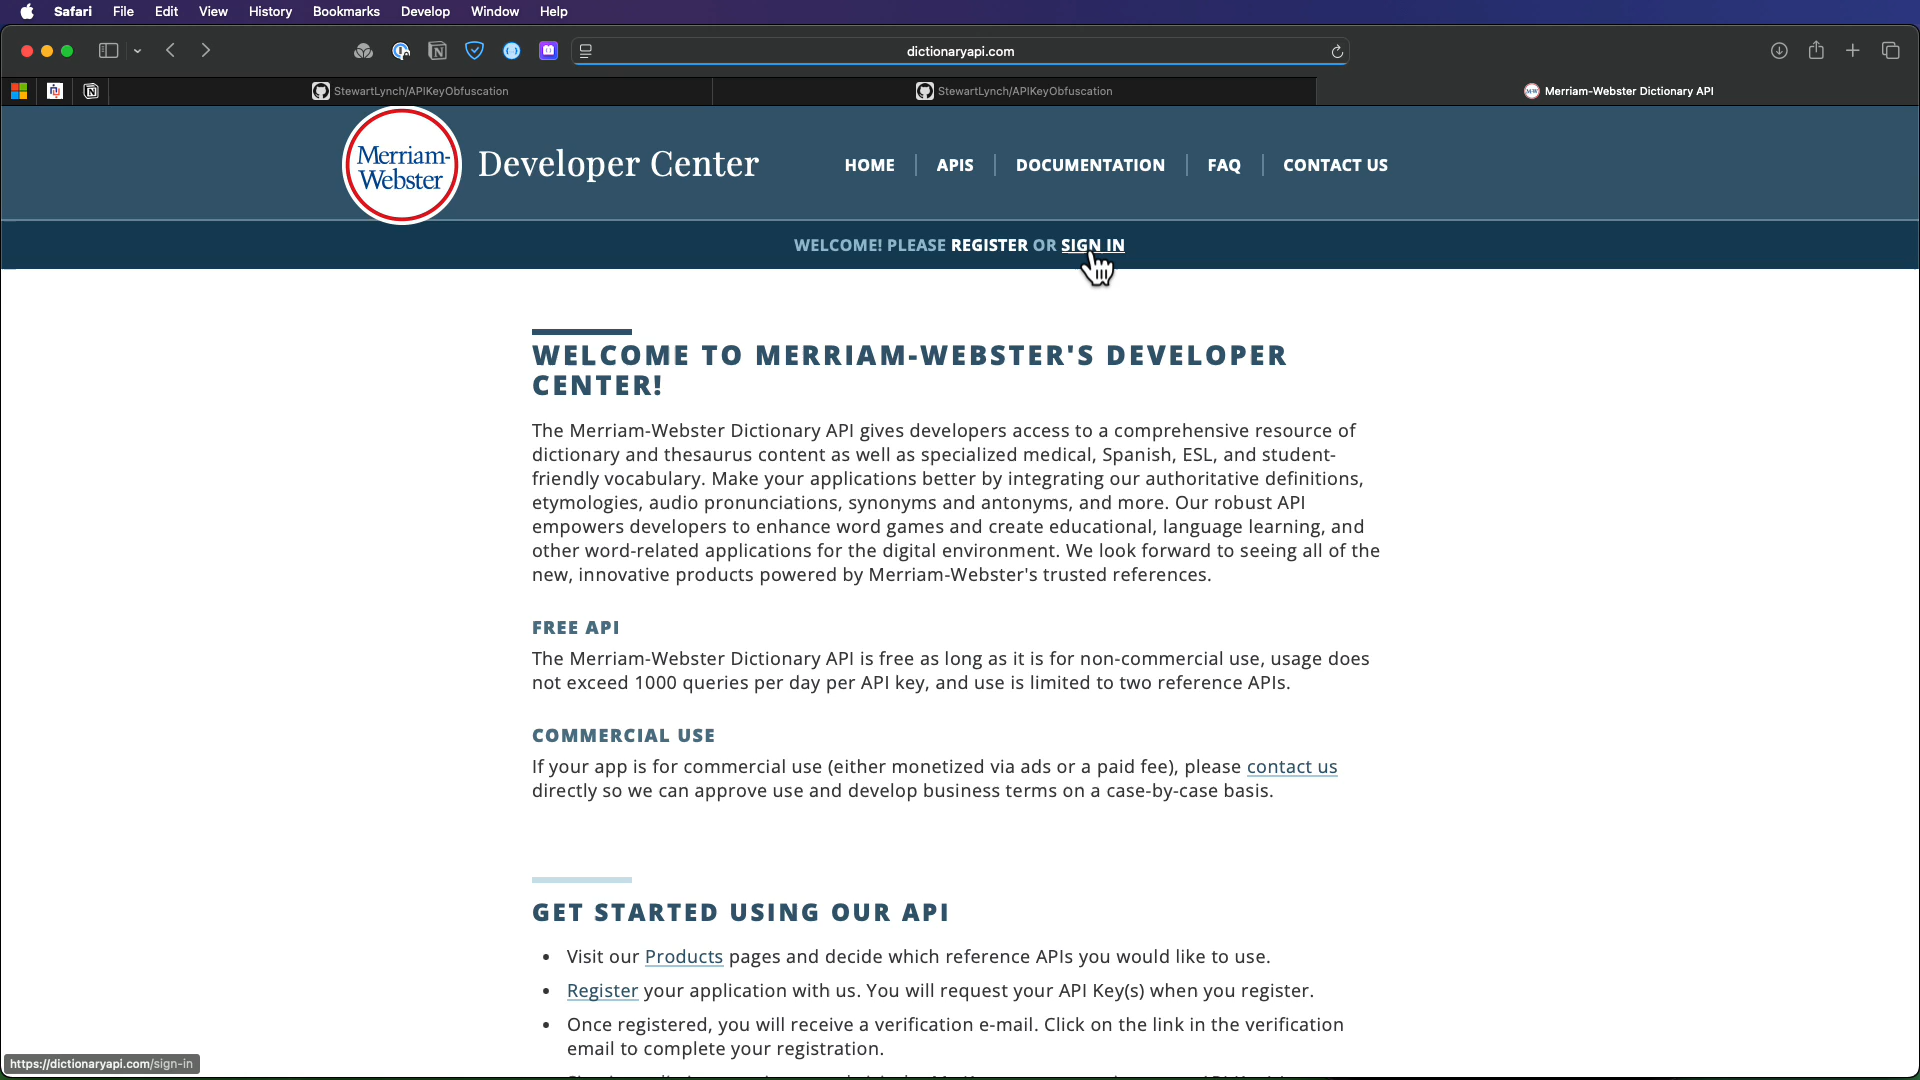 Safari File Edit View History Bookmarks Develop Window Help
dictionaryapi.com
StewartLynch/APIKeyObfuscation StewartLynch/APIKeyObfuscation Merriam-Webster Dictionary API
Merriam-
Webster
Developer Center
HOME APIS DOCUMENTATION FAQ CONTACT US
WELCOME! PLEASE REGISTER OR SIGN IN
WELCOME TO MERRIAM-WEBSTER'S DEVELOPER
CENTER!
The Merriam-Webster Dictionary API gives developers access to a comprehensive resource of
dictionary and thesaurus content as well as specialized medical, Spanish, ESL, and student-
friendly vocabulary. Make your applications better by integrating our authoritative definitions,
etymologies, audio pronunciations, synonyms and antonyms, and more. Our robust API
empowers developers to enhance word games and create educational, language learning, and
other word-related applications for the digital environment. We look forward to seeing all of the
new, innovative products powered by Merriam-Webster's trusted references.
FREE API
The Merriam-Webster Dictionary API is free as long as it is for non-commercial use, usage does
not exceed 1000 queries per day per API key, and use is limited to two reference APIs.
COMMERCIAL USE
If your app is for commercial use (either monetized via ads or a paid fee), please contact us
directly so we can approve use and develop business terms on a case-by-case basis.
GET STARTED USING OUR API
• Visit our Products pages and decide which reference APIs you would like to use.
• Register your application with us. You will request your API Key(s) when you register.
• Once registered, you will receive a verification e-mail. Click on the link in the verification
email to complete your registration.
https://dictionaryapi.com/sign-in